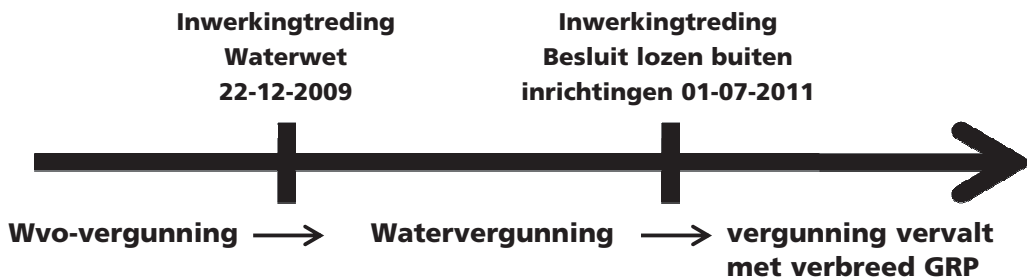 Inwerkingtreding
Waterwet
22-12-2009
Inwerkingtreding
Besluit lozen buiten
inrichtingen 01-07-2011
Wvo-vergunning
Watervergunning
vergunning vervalt
met verbreed GRP